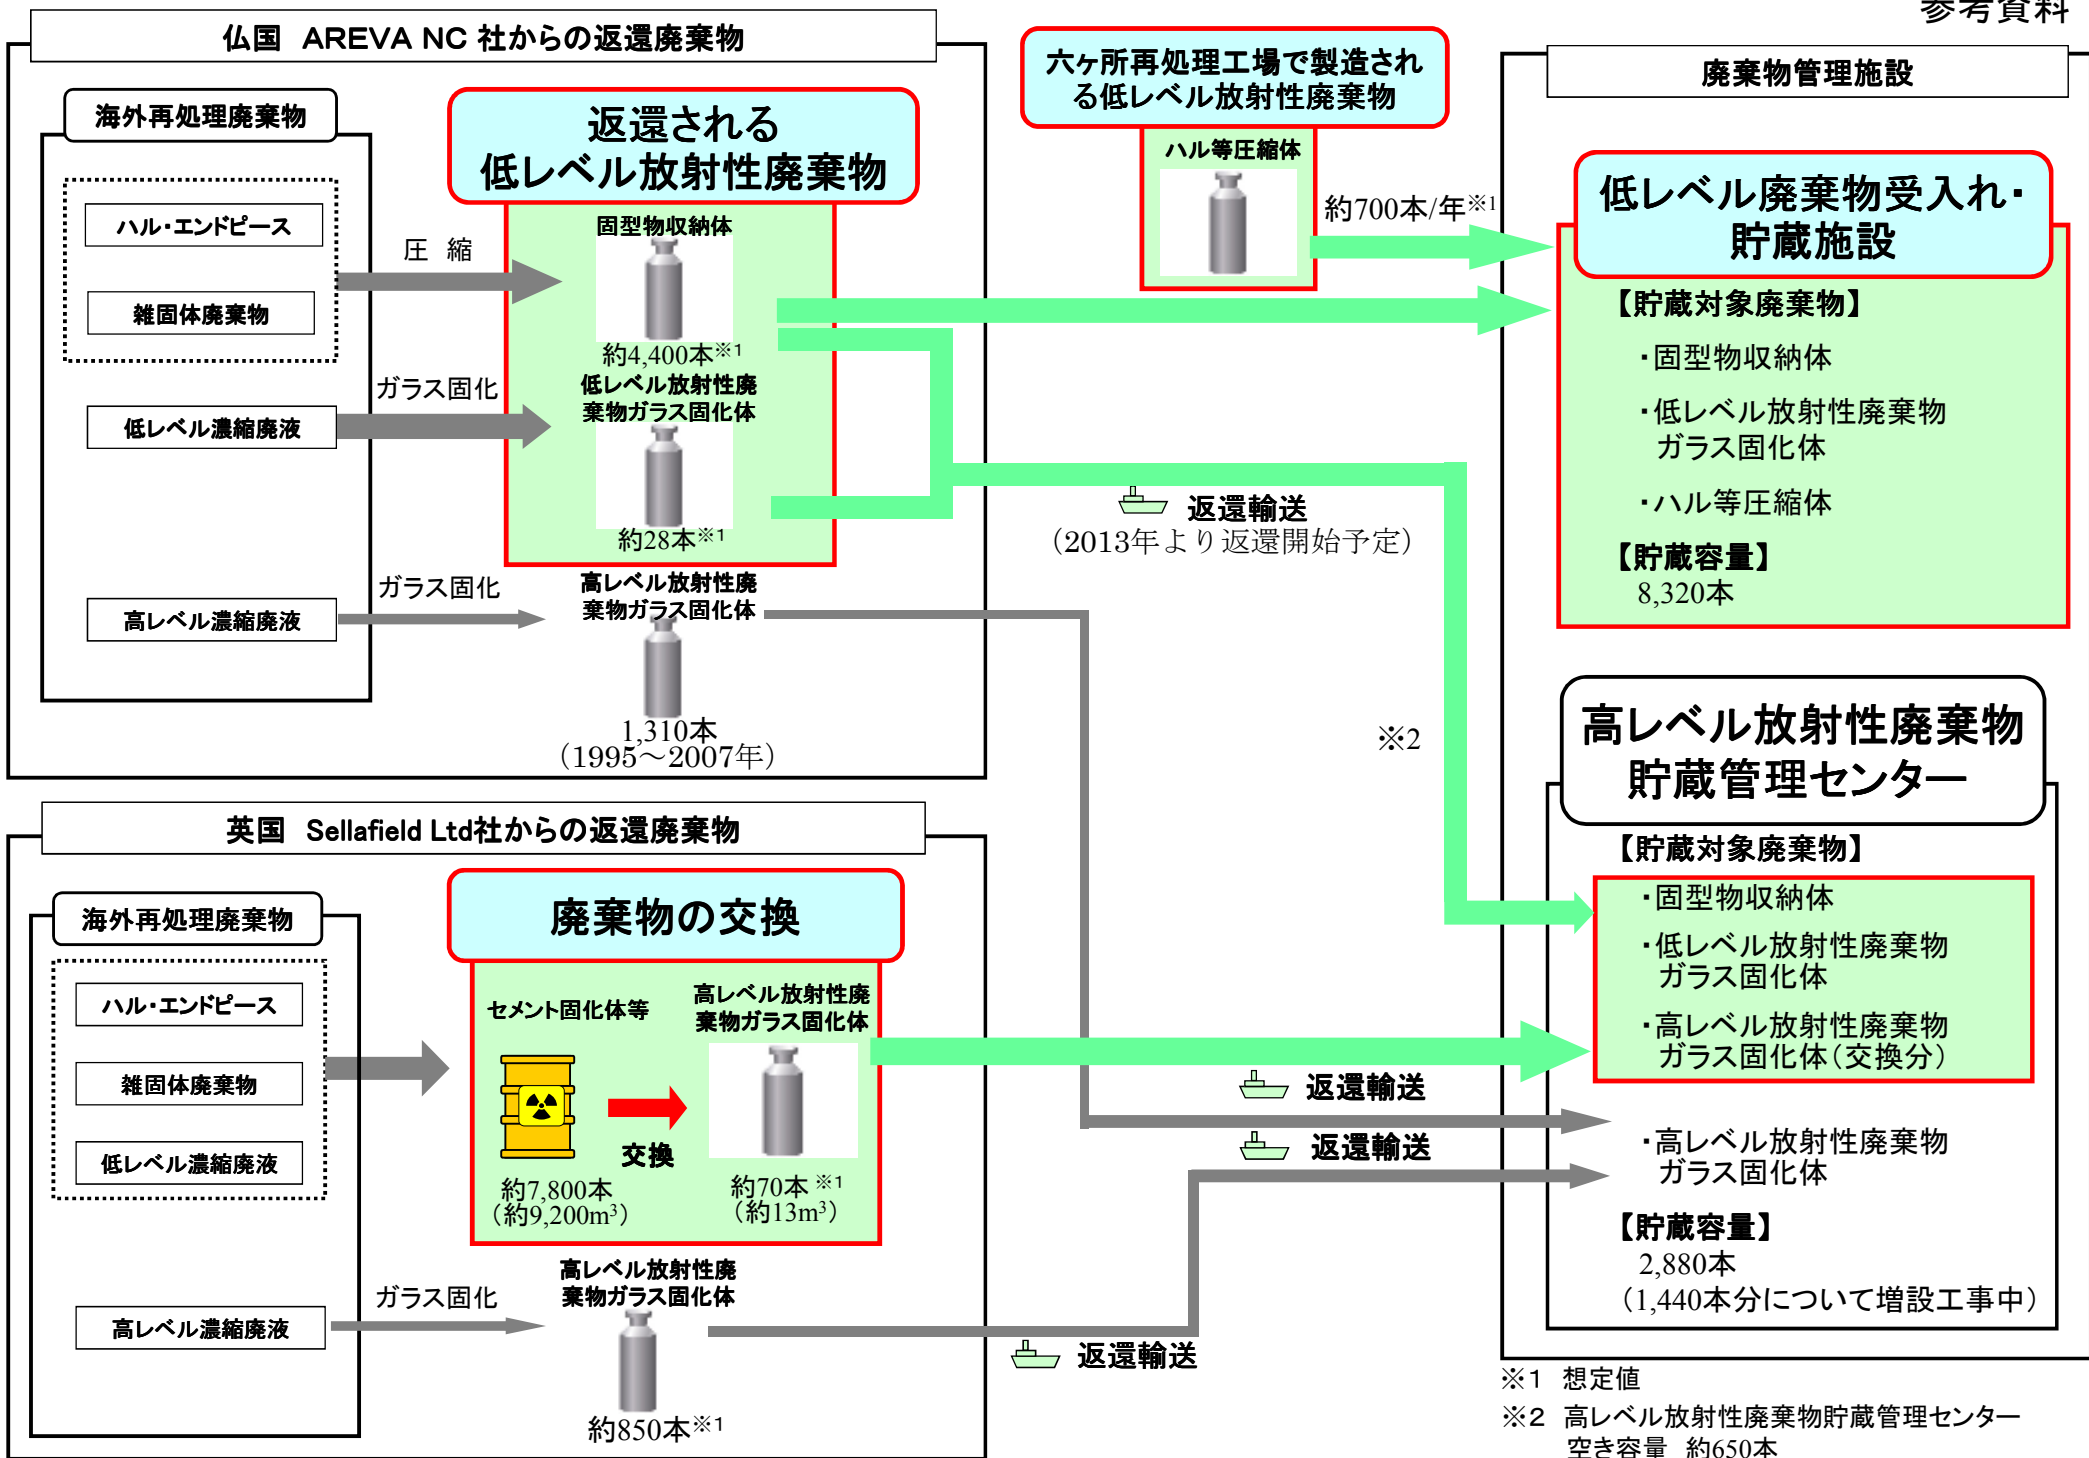 参考資料
仏国 AREVA NC 社からの返還廃棄物
海外再処理廃棄物
ハル・エンドピース
雑固体廃棄物
低レベル濃縮廃液
高レベル濃縮廃液
圧 縮
ガラス固化
ガラス固化
返還される
低レベル放射性廃棄物
固型物収納体
約4,400本※1
低レベル放射性廃
棄物ガラス固化体
約28本※1
高レベル放射性廃
棄物ガラス固化体
1,310本
（1995～2007年）
六ヶ所再処理工場で製造され
る低レベル放射性廃棄物
ハル等圧縮体
約700本/年※1
返還輸送
（2013年より返還開始予定）
※2
英国 Sellafield Ltd社からの返還廃棄物
海外再処理廃棄物
ハル・エンドピース
雑固体廃棄物
低レベル濃縮廃液
高レベル濃縮廃液
ガラス固化
廃棄物の交換
セメント固化体等
交換
約7,800本
（約9,200m³）
高レベル放射性廃
棄物ガラス固化体
約70本※1
（約13m³）
高レベル放射性廃
棄物ガラス固化体
約850本※1
返還輸送
返還輸送
返還輸送
廃棄物管理施設
低レベル廃棄物受入れ・
貯蔵施設
【貯蔵対象廃棄物】
・固型物収納体
・低レベル放射性廃棄物
ガラス固化体
・ハル等圧縮体
【貯蔵容量】
8,320本
高レベル放射性廃棄物
貯蔵管理センター
【貯蔵対象廃棄物】
・固型物収納体
・低レベル放射性廃棄物
ガラス固化体
・高レベル放射性廃棄物
ガラス固化体（交換分）
・高レベル放射性廃棄物
ガラス固化体
【貯蔵容量】
2,880本
（1,440本分について増設工事中）
※1 想定値
※2 高レベル放射性廃棄物貯蔵管理センター
空き容量 約650本